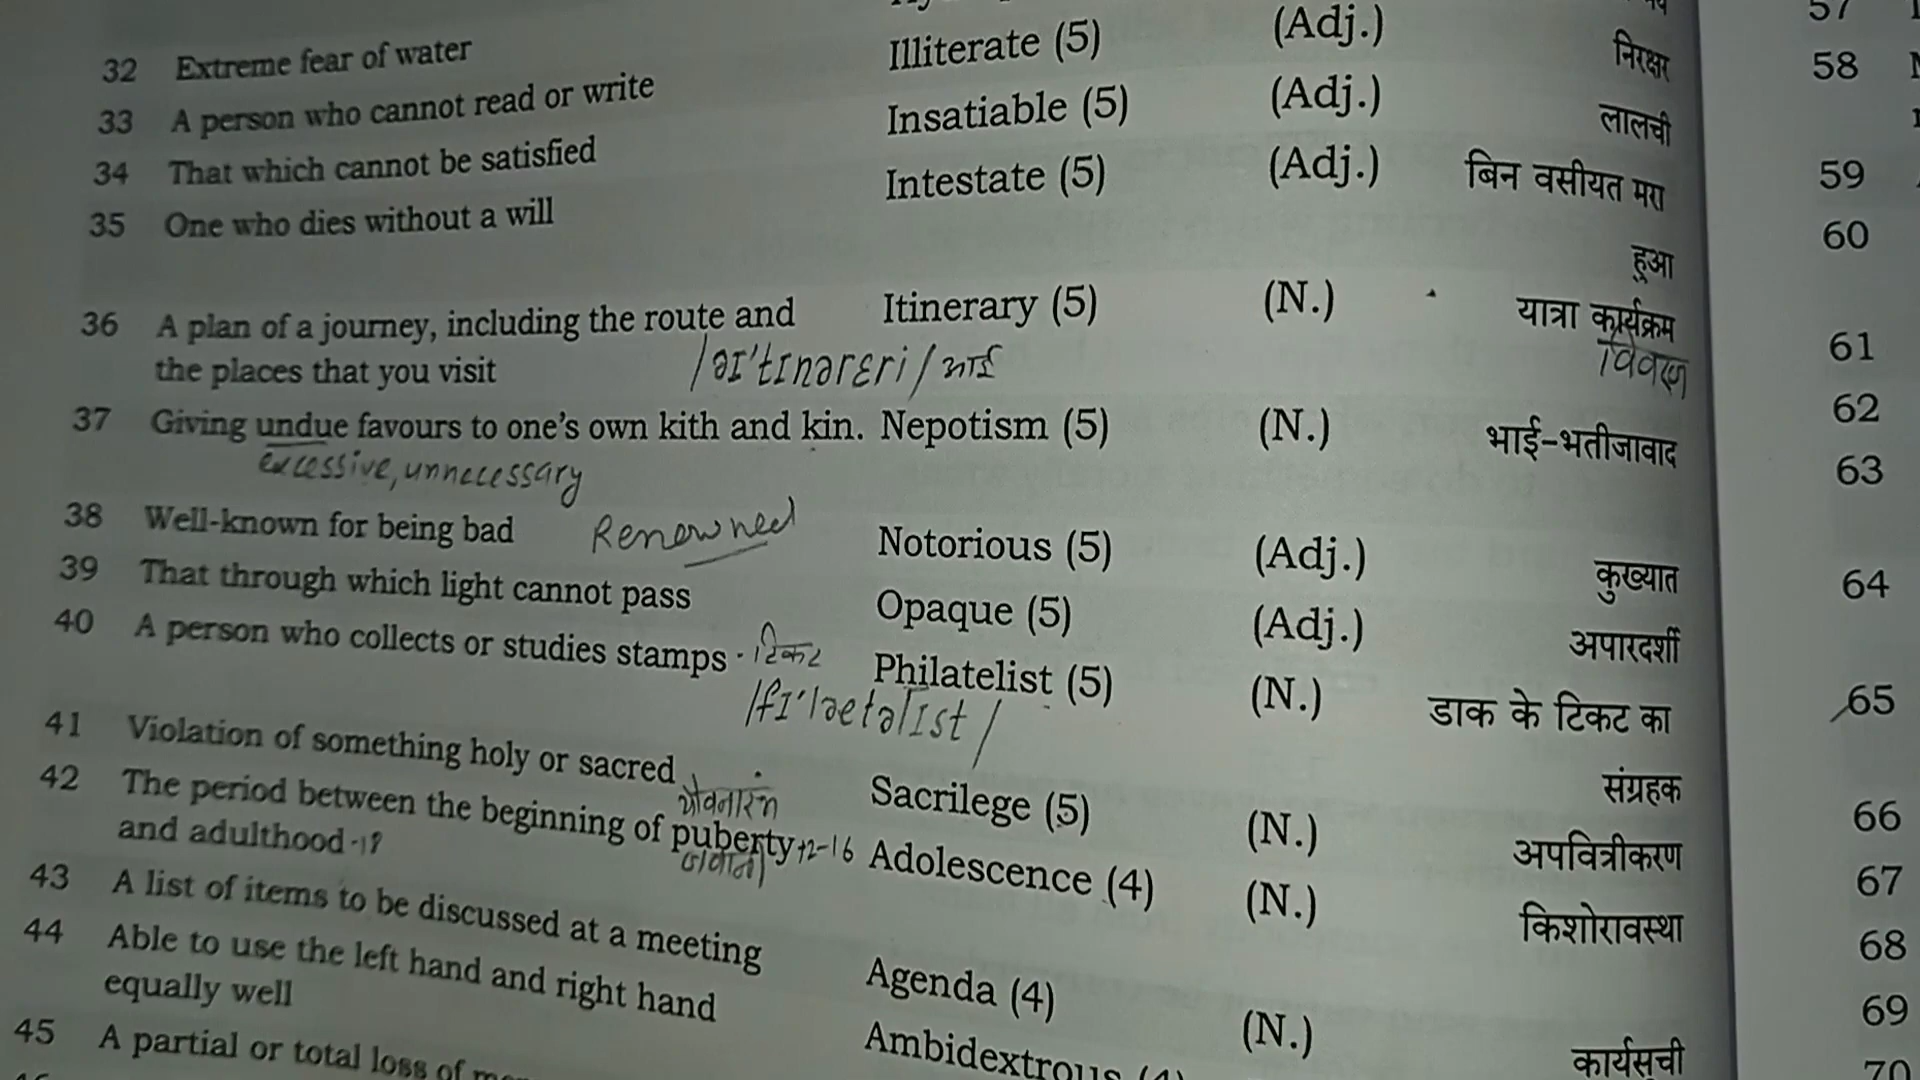 32 Extreme fear of water
33 A person who cannot read or write Illiterate (5) (Adj.) निरक्षर
34 That which cannot be satisfied Insatiable (5) (Adj.) लालची
35 One who dies without a will Intestate (5) (Adj.) बिन वसीयत मरा
हुआ
36 A plan of a journey, including the route and Itinerary (5) (N.) यात्रा कार्यक्रम
the places that you visit /aɪ'tɪnərɛri/ आई विवरण
37 Giving undue favours to one's own kith and kin. Nepotism (5) (N.) भाई-भतीजावाद
excessive, unnecessary
38 Well-known for being bad Renowned Notorious (5) (Adj.) कुख्यात
39 That through which light cannot pass Opaque (5) (Adj.) अपारदर्शी
40 A person who collects or studies stamps टिकट Philatelist (5) (N.) डाक के टिकट का
संग्रहक
41 Violation of something holy or sacred Sacrilege (5) (N.) अपवित्रीकरण
42 The period between the beginning of puberty 12-16 Adolescence (4) (N.) किशोरावस्था
and adulthood
43 A list of items to be discussed at a meeting Agenda (4) (N.) कार्यसूची
44 Able to use the left hand and right hand Ambidextrous (4)
equally well
45 A partial or total loss of
57
58
59
60
61
62
63
64
65
66
67
68
69
70